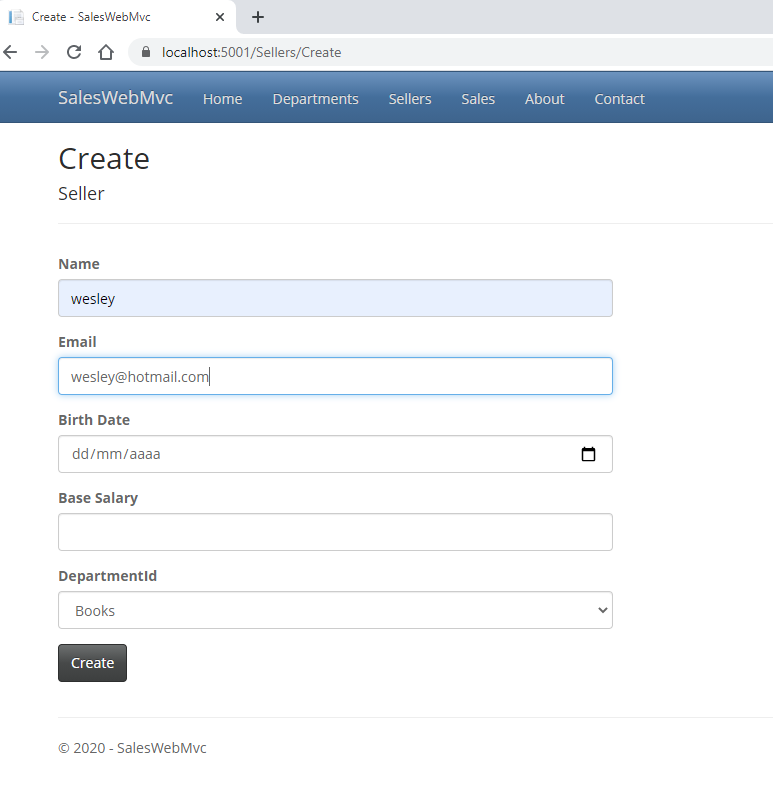 Create - SalesWebMvc
localhost:5001/Sellers/Create
SalesWebMvc Home Departments Sellers Sales About Contact
Create
Seller
Name
wesley
Email
wesley@hotmail.com
Birth Date
dd/mm/aaaa
Base Salary
DepartmentId
Books
Create
© 2020 - SalesWebMvc